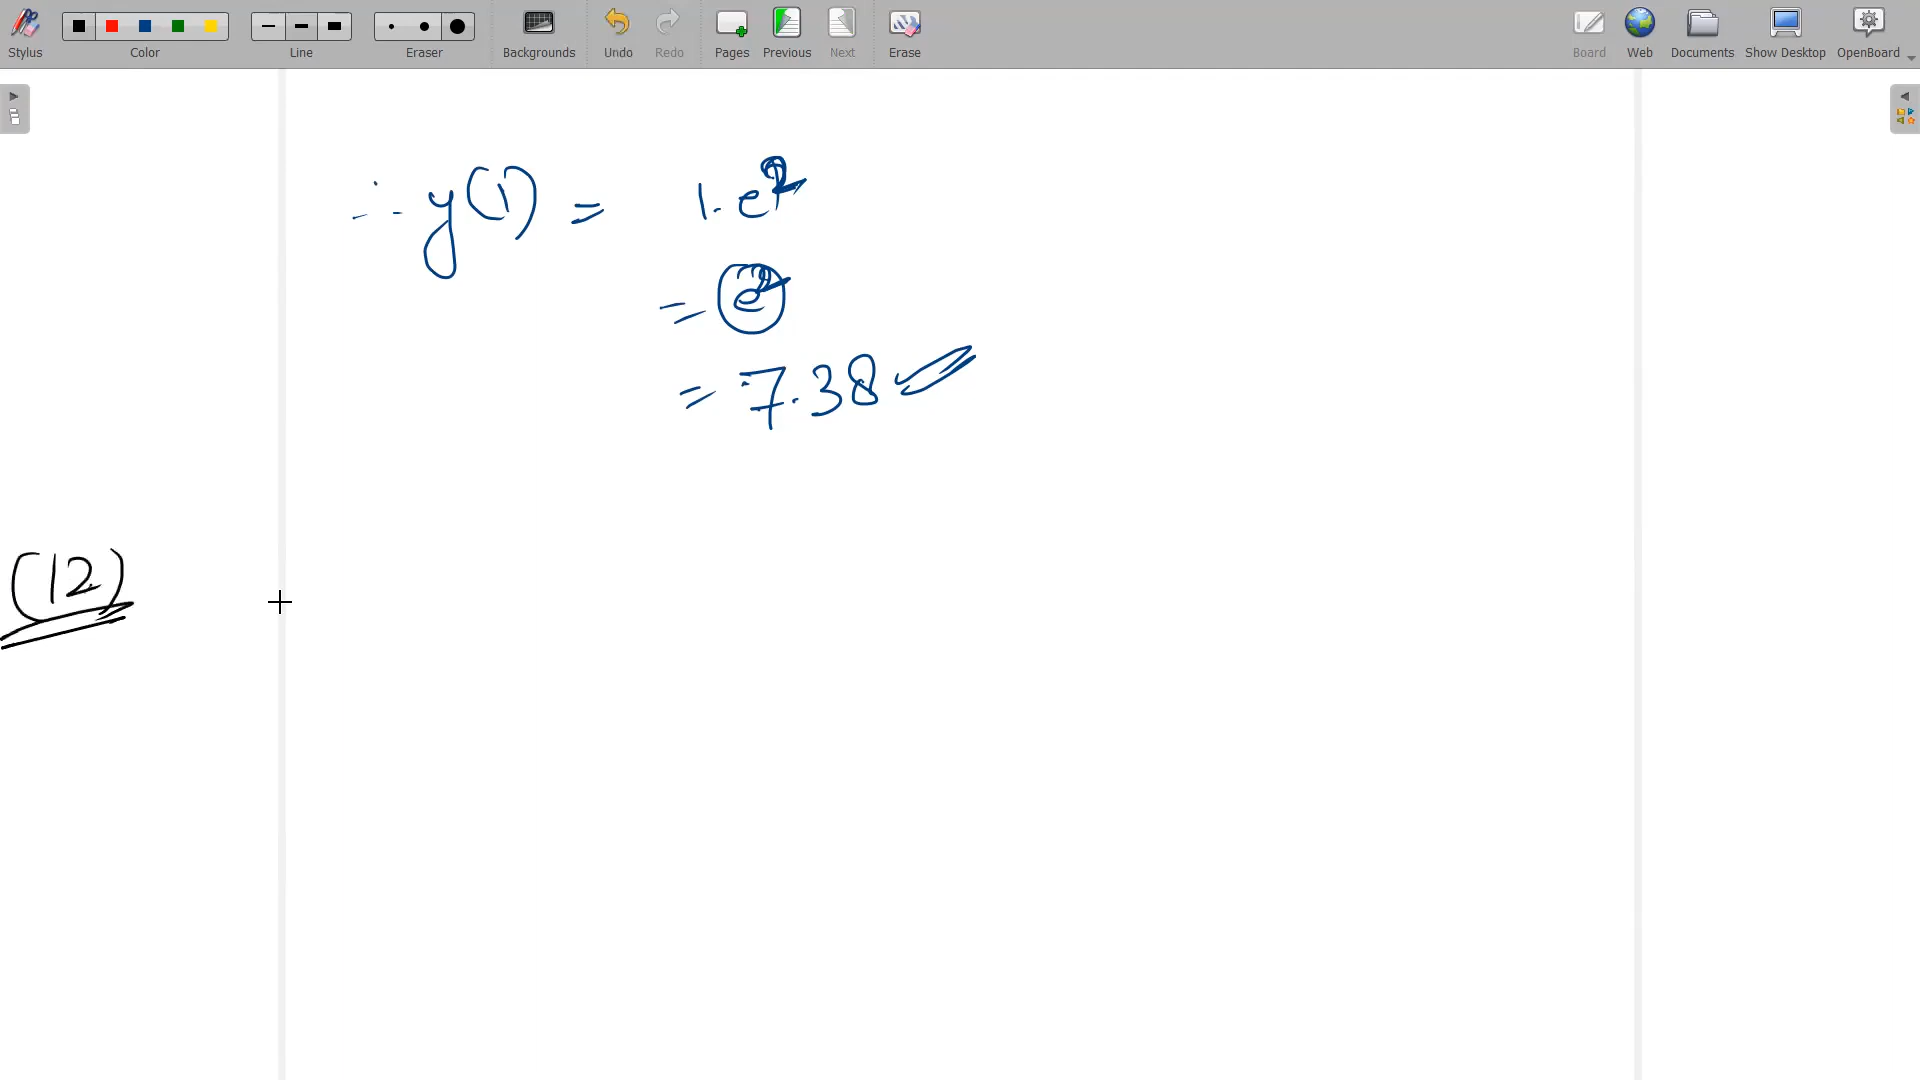 Stylus Color Line Eraser Backgrounds Undo Redo Pages Previous Next Erase Board Web Documents Show Desktop OpenBoard
∴ y(1) = 1.e²
= e²
= 7.38
(12)